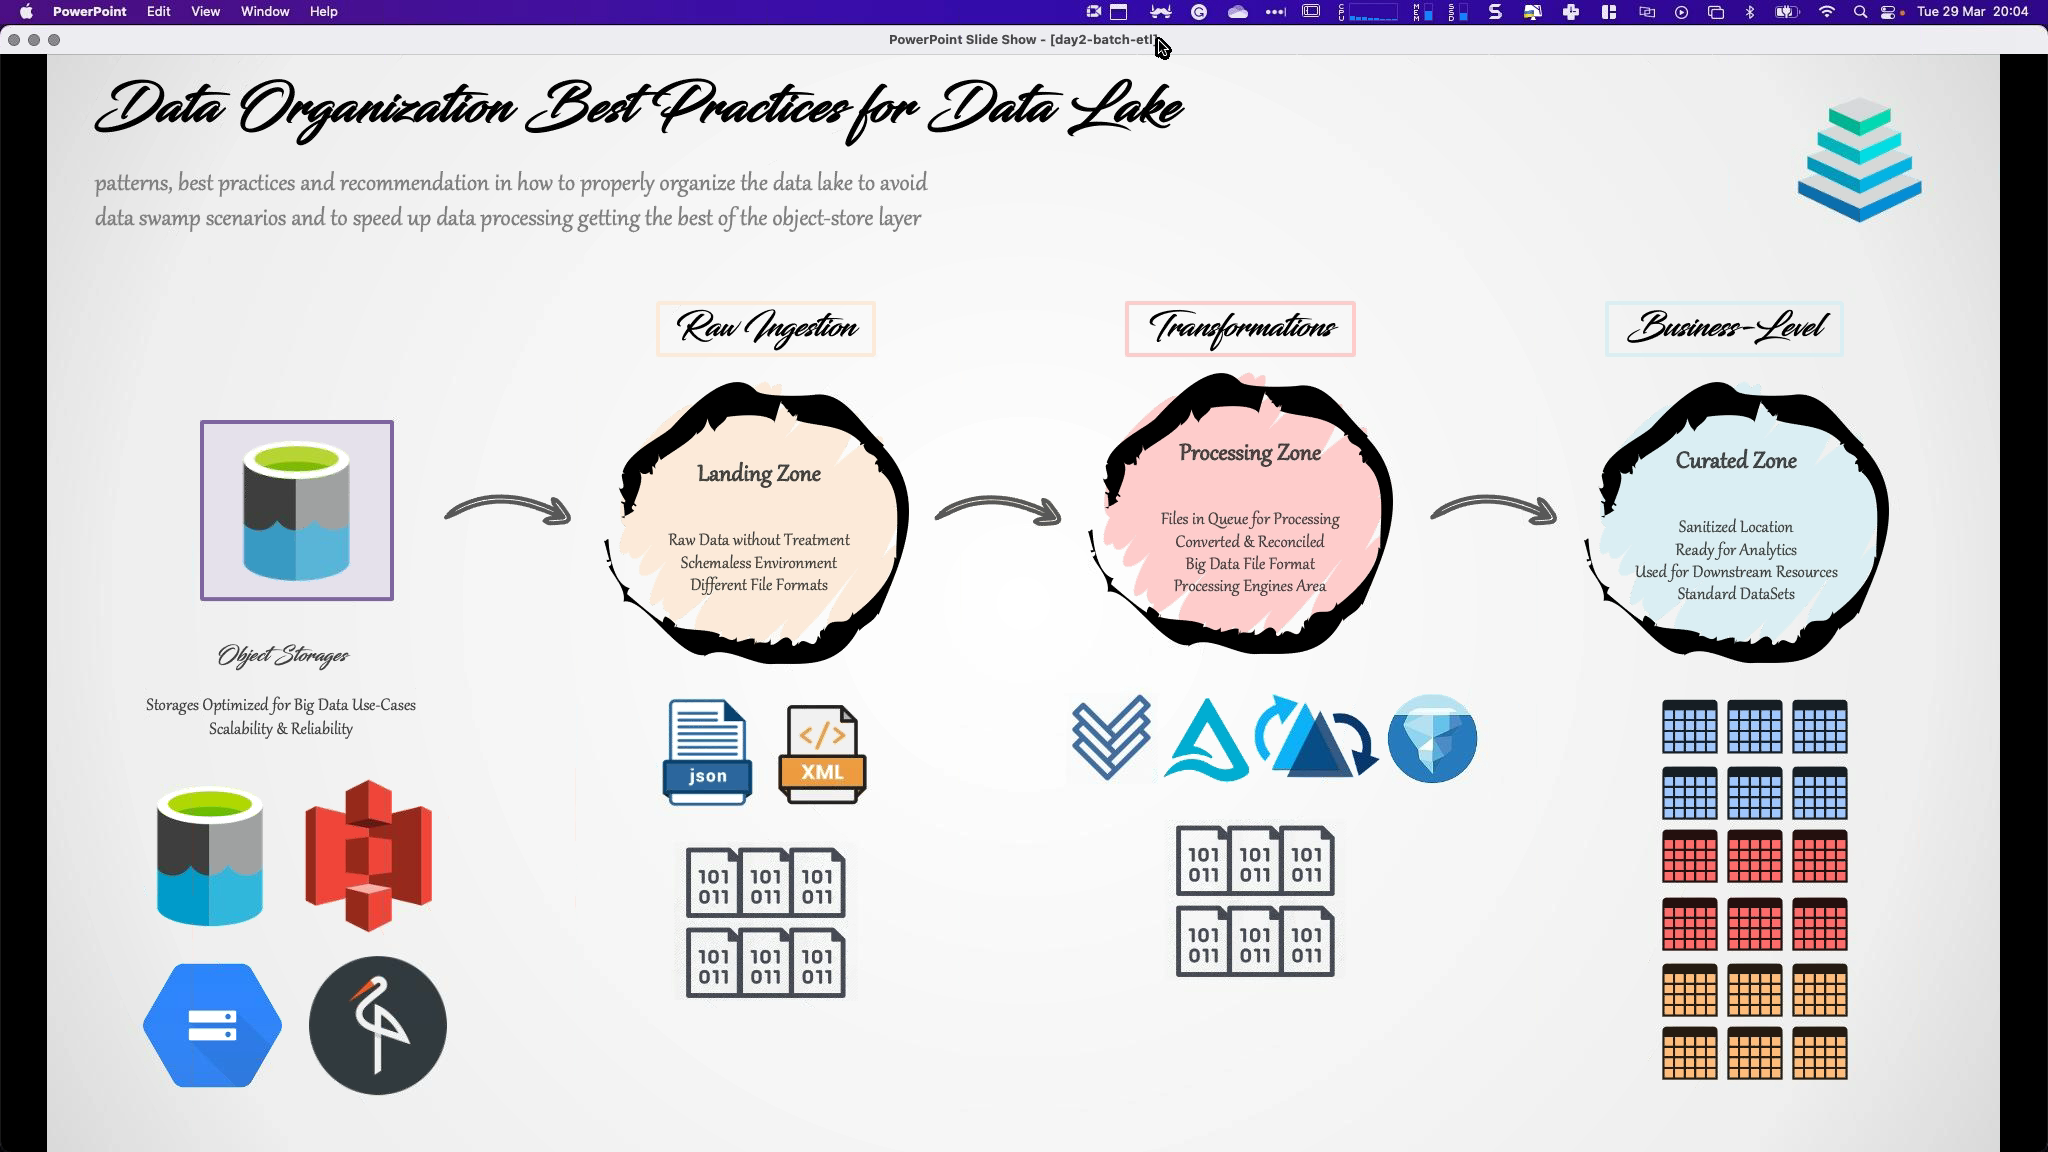 PowerPoint Edit View Window Help
CPU MEM SSD Tue 29 Mar 20:04
PowerPoint Slide Show - [day2-batch-etl]
Data Organization Best Practices for Data Lake
patterns, best practices and recommendation in how to properly organize the data lake to avoid
data swamp scenarios and to speed up data processing getting the best of the object-store layer
Object Storages
Storages Optimized for Big Data Use-Cases
Scalability & Reliability
Raw Ingestion
Landing Zone
Raw Data without Treatment
Schemaless Environment
Different File Formats
json
</>
XML
101 101 101
011 011 011
101 101 101
011 011 011
Transformations
Processing Zone
Files in Queue for Processing
Converted & Reconciled
Big Data File Format
Processing Engines Area
101 101 101
011 011 011
101 101 101
011 011 011
Business-Level
Curated Zone
Sanitized Location
Ready for Analytics
Used for Downstream Resources
Standard DataSets